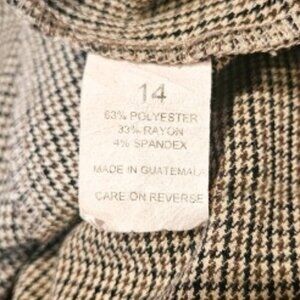 14
63% POLYESTER
33% RAYON
4% SPANDEX
MADE IN GUATEMALA
CARE ON REVERSE